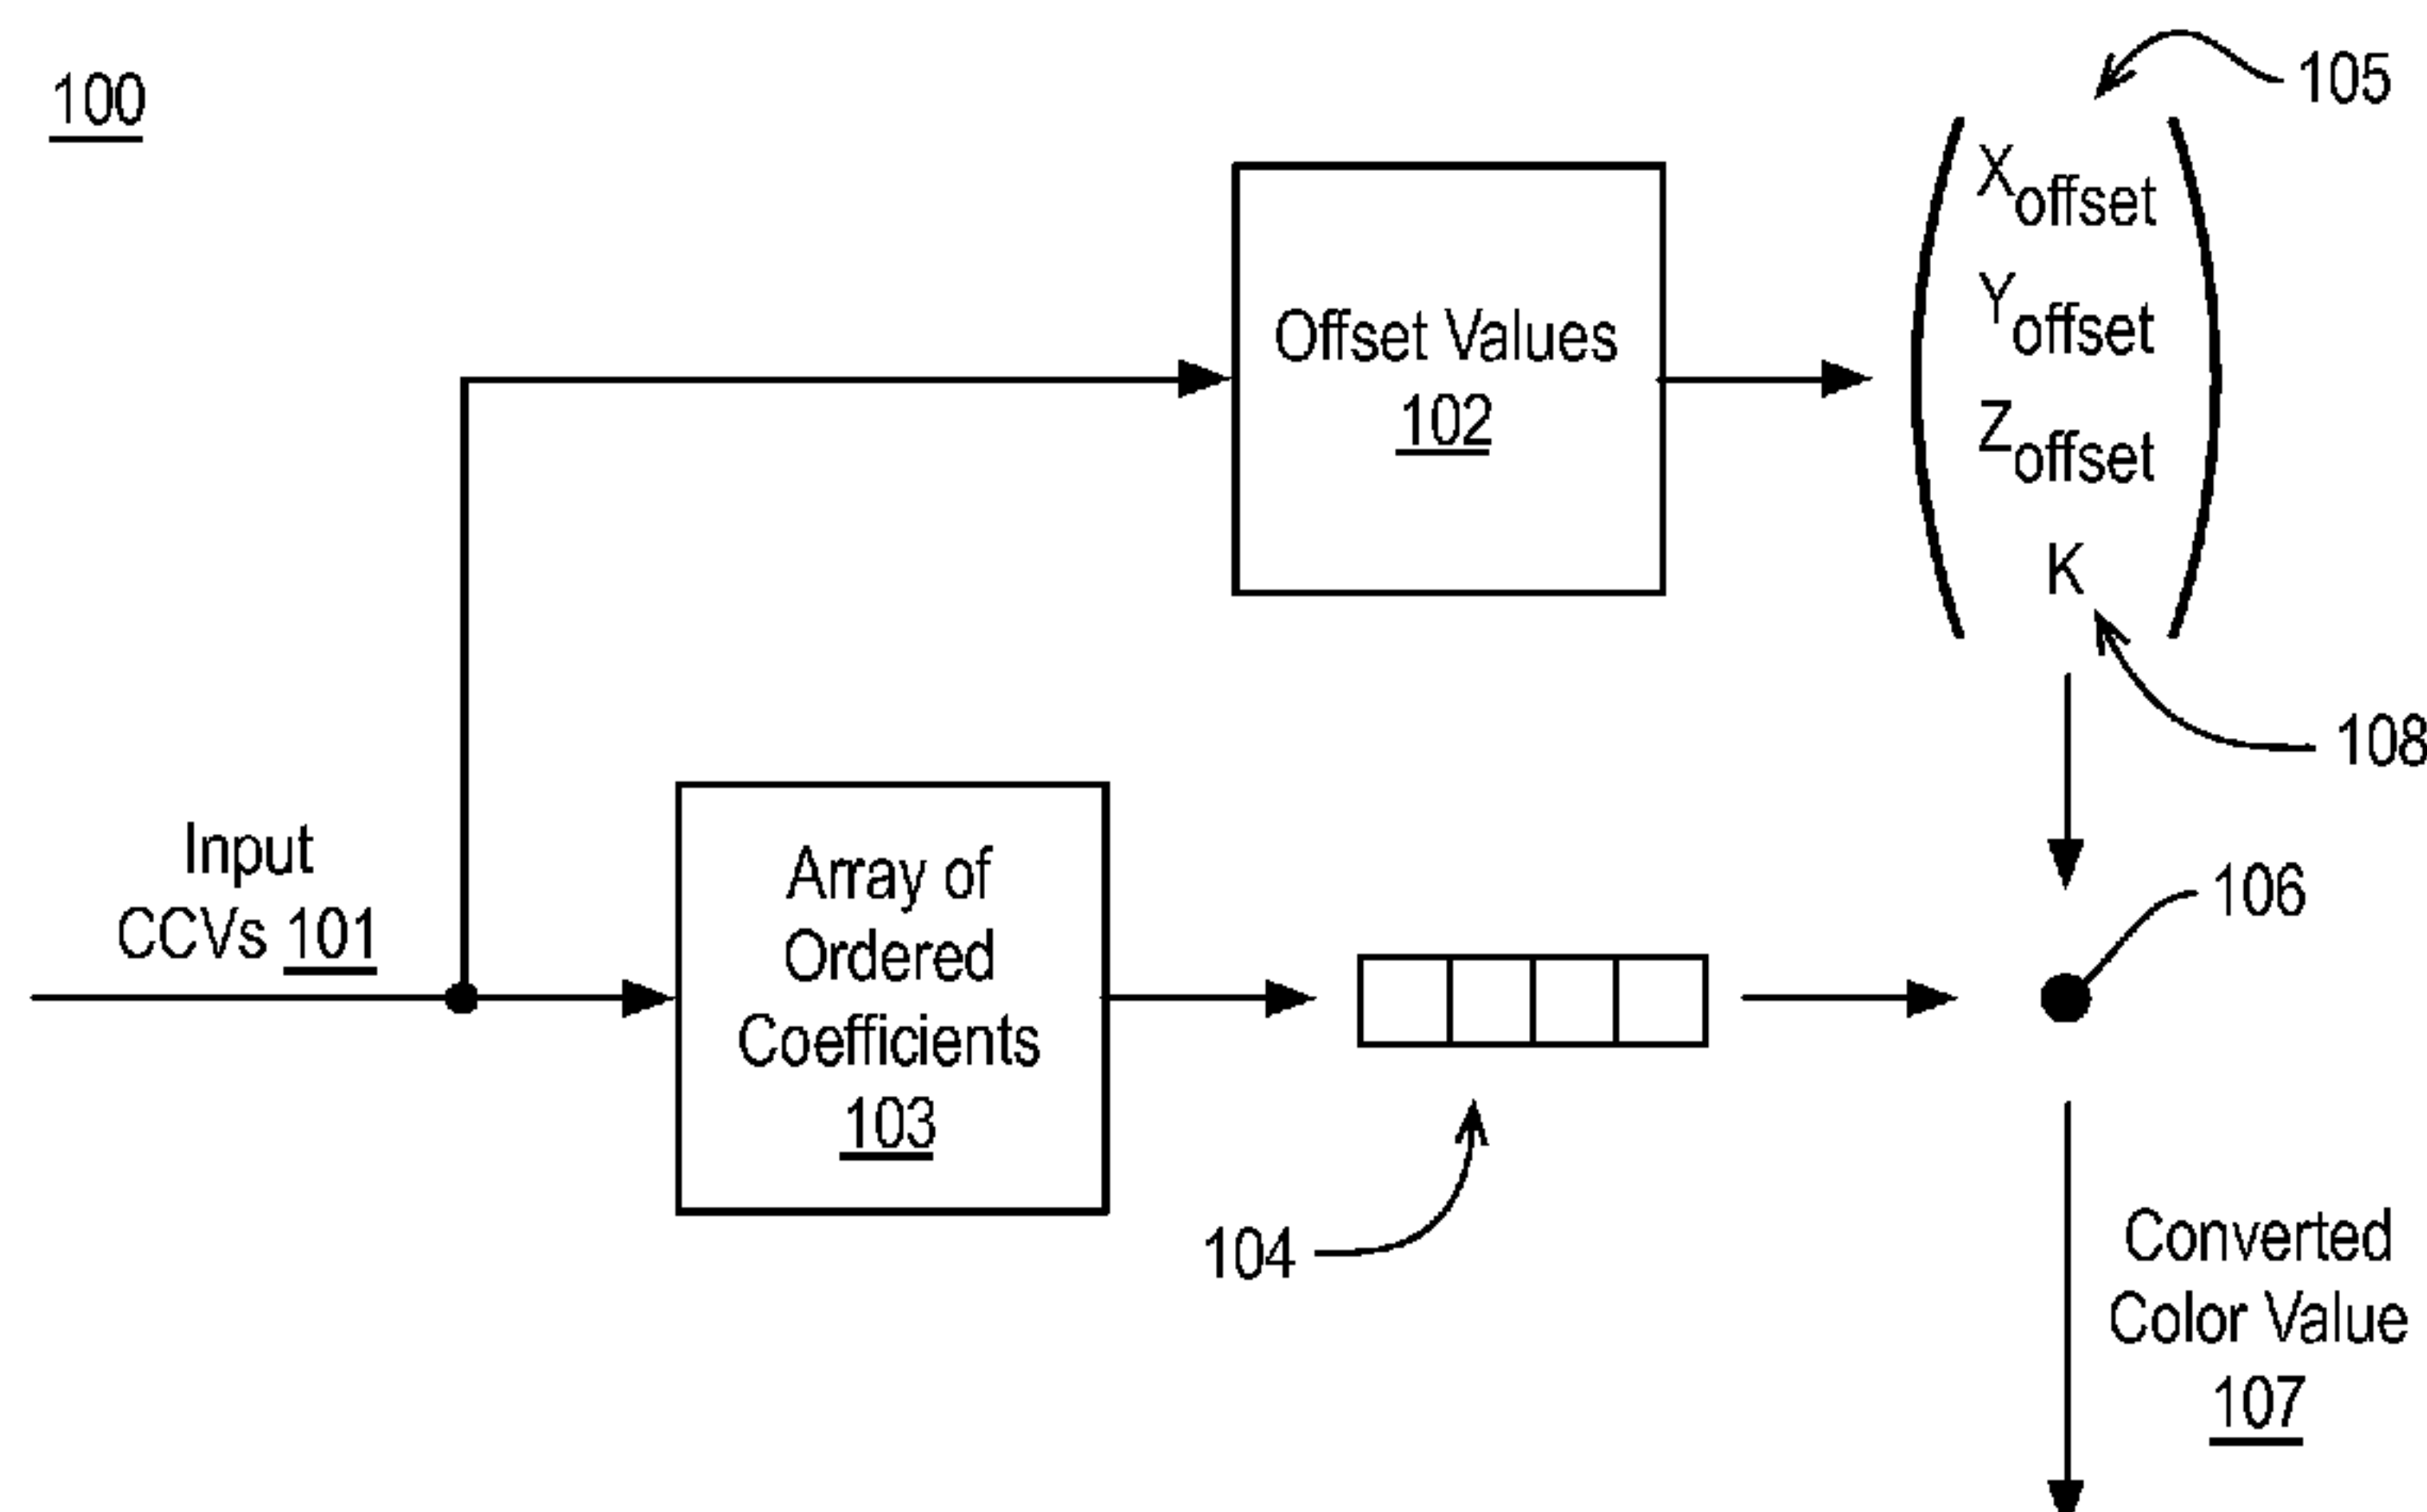 100
105
Xoffset
Yoffset
Zoffset
K
Offset Values
102
108
Input
CCVs 101
Array of
Ordered
Coefficients
103
106
104
Converted
Color Value
107